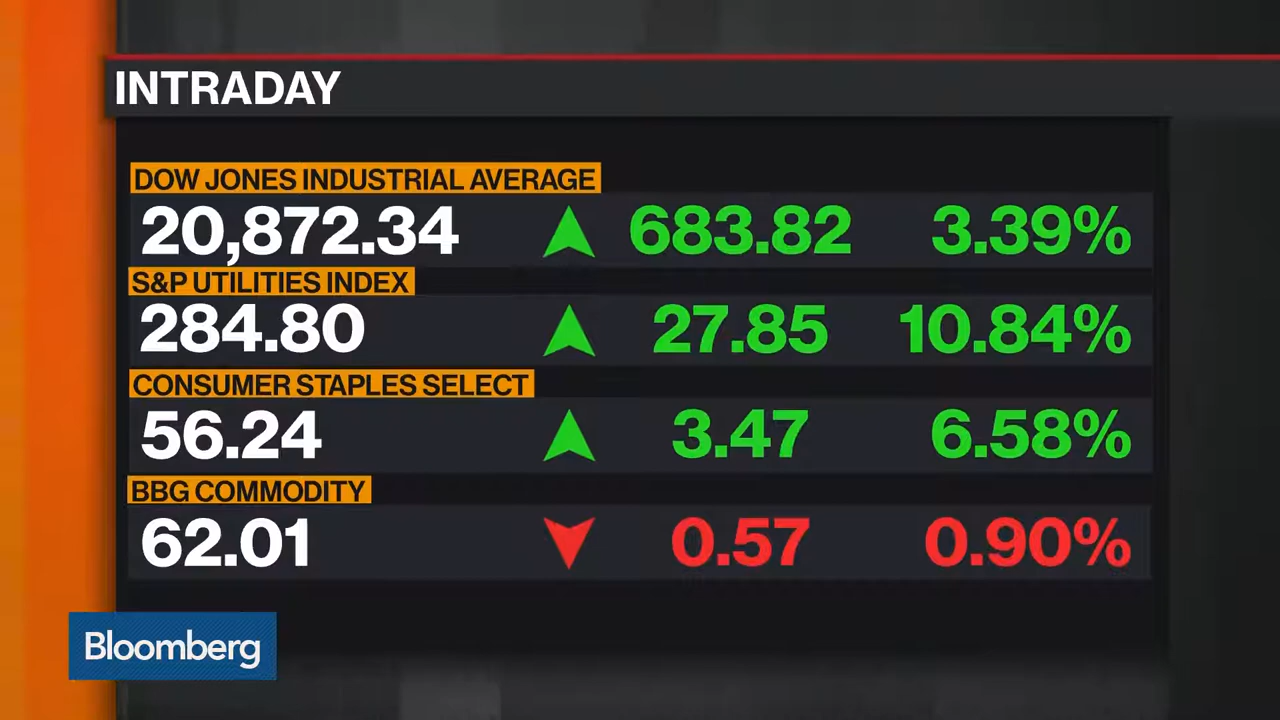 INTRADAY
DOW JONES INDUSTRIAL AVERAGE
20,872.34 683.82 3.39%
S&P UTILITIES INDEX
284.80 27.85 10.84%
CONSUMER STAPLES SELECT
56.24 3.47 6.58%
BBG COMMODITY
62.01 0.57 0.90%
Bloomberg